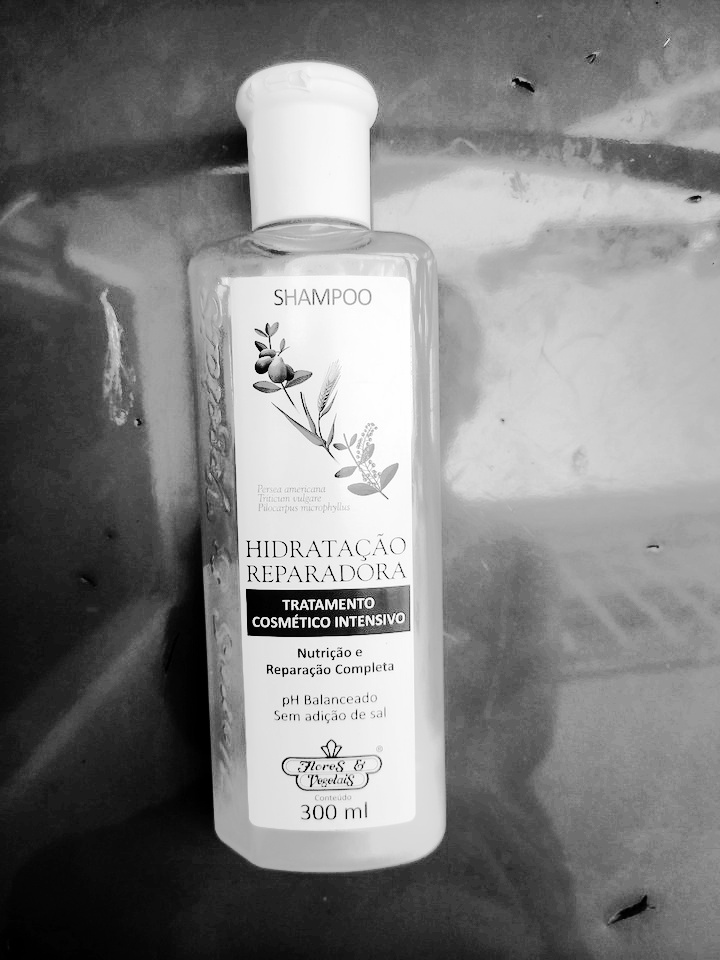 SHAMPOO
Persea americana
Triticum vulgare
Pilocarpus microphyllus
HIDRATAÇÃO
REPARADORA
TRATAMENTO
COSMÉTICO INTENSIVO
Nutrição e
Reparação Completa
pH Balanceado
Sem adição de sal
Flores &
Vegetais ®
Conteúdo
300 ml